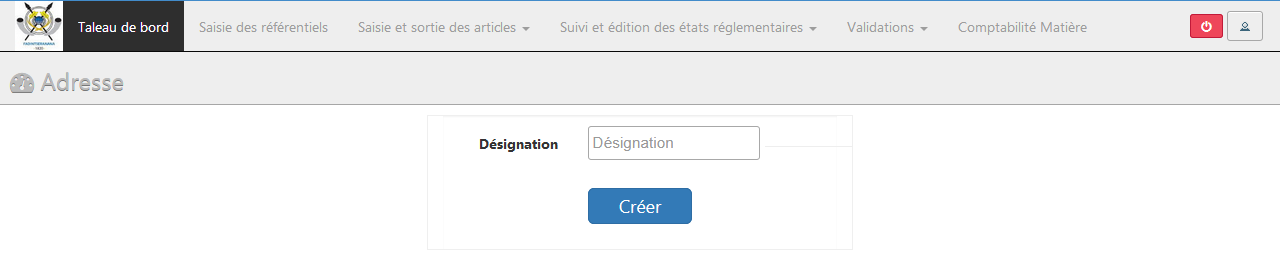 Taleau de bord
Saisie des référentiels
Saisie et sortie des articles
Suivi et édition des états réglementaires
Validations
Comptabilité Matière
Adresse
Désignation
Désignation
Créer